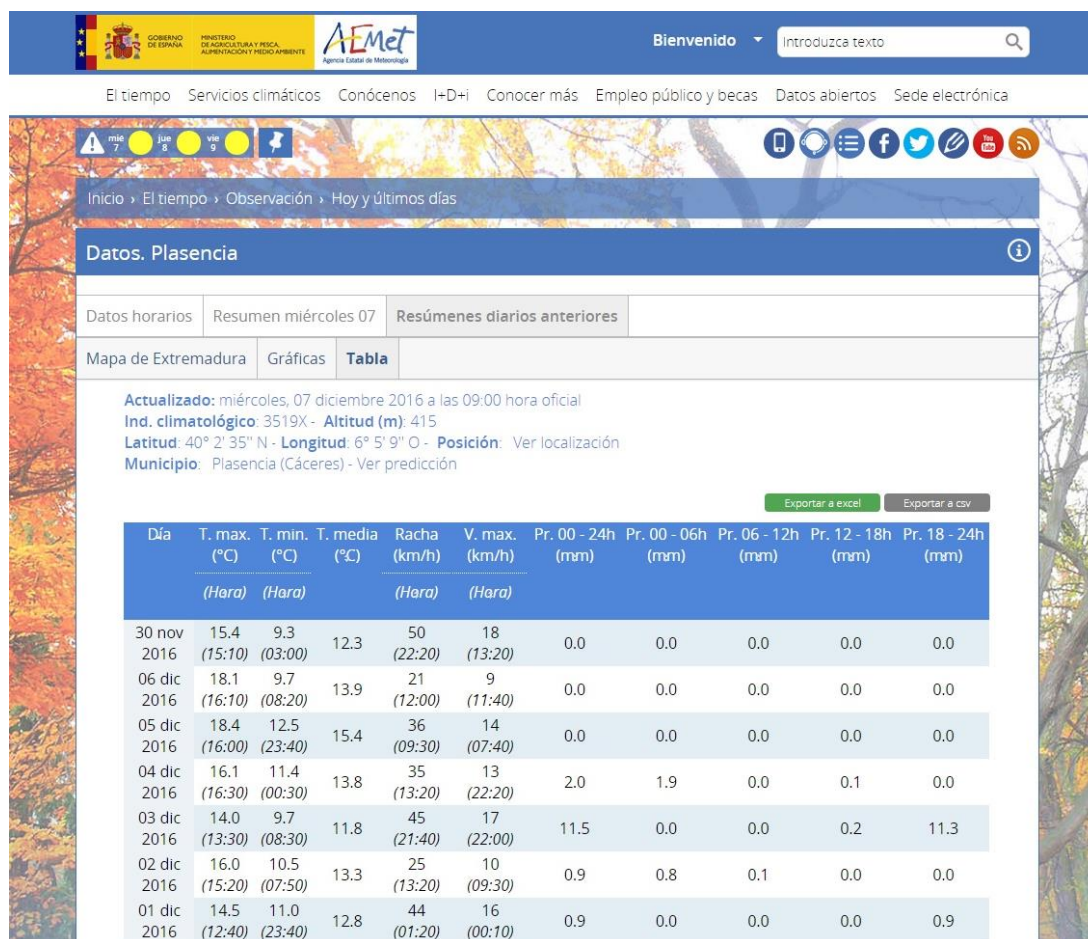 GOBIERNO DE ESPAÑA
MINISTERIO DE AGRICULTURA Y PESCA, ALIMENTACIÓN Y MEDIO AMBIENTE
AEMet
Agencia Estatal de Meteorología
Bienvenido
Introduzca texto
El tiempo Servicios climáticos Conócenos I+D+i Conocer más Empleo público y becas Datos abiertos Sede electrónica
mié 7 jue 8 vie 9
You Tube
Inicio › El tiempo › Observación › Hoy y últimos días
Datos. Plasencia
Datos horarios Resumen miércoles 07 Resúmenes diarios anteriores
Mapa de Extremadura Gráficas Tabla
Actualizado: miércoles, 07 diciembre 2016 a las 09:00 hora oficial
Ind. climatológico: 3519X - Altitud (m): 415
Latitud: 40° 2' 35'' N - Longitud: 6° 5' 9'' O - Posición: Ver localización
Municipio: Plasencia (Cáceres) - Ver predicción
Exportar a excel Exportar a csv
Día T. max. T. min. T. media Racha V. max. Pr. 00 - 24h Pr. 00 - 06h Pr. 06 - 12h Pr. 12 - 18h Pr. 18 - 24h
(°C) (°C) (°C) (km/h) (km/h) (mm) (mm) (mm) (mm) (mm)
(Hora) (Hora) (Hora) (Hora)
30 nov 15.4 9.3 12.3 50 18 0.0 0.0 0.0 0.0 0.0
2016 (15:10) (03:00) (22:20) (13:20)
06 dic 18.1 9.7 13.9 21 9 0.0 0.0 0.0 0.0 0.0
2016 (16:10) (08:20) (12:00) (11:40)
05 dic 18.4 12.5 15.4 36 14 0.0 0.0 0.0 0.0 0.0
2016 (16:00) (23:40) (09:30) (07:40)
04 dic 16.1 11.4 13.8 35 13 2.0 1.9 0.0 0.1 0.0
2016 (16:30) (00:30) (13:20) (22:20)
03 dic 14.0 9.7 11.8 45 17 11.5 0.0 0.0 0.2 11.3
2016 (13:30) (08:30) (21:40) (22:00)
02 dic 16.0 10.5 13.3 25 10 0.9 0.8 0.1 0.0 0.0
2016 (15:20) (07:50) (13:20) (09:30)
01 dic 14.5 11.0 12.8 44 16 0.9 0.0 0.0 0.0 0.9
2016 (12:40) (23:40) (01:20) (00:10)